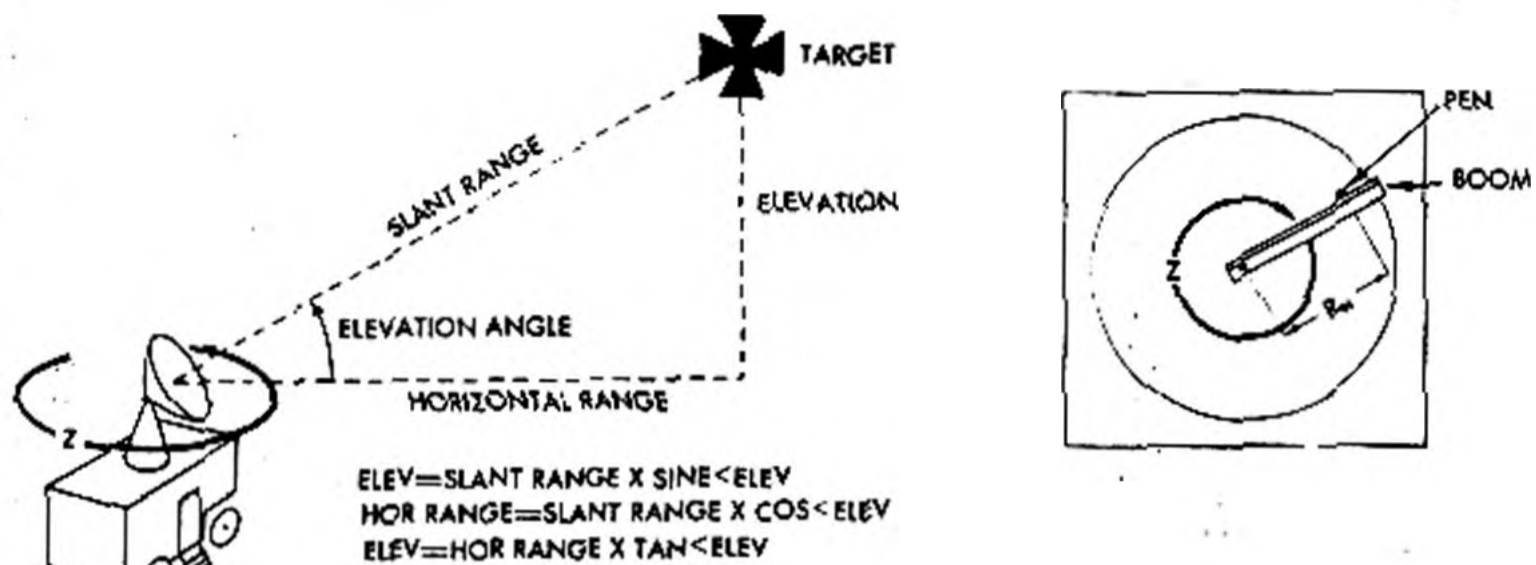 TARGET
SLANT RANGE
ELEVATION
ELEVATION ANGLE
HORIZONTAL RANGE
Z
ELEV=SLANT RANGE X SINE<ELEV
HOR RANGE=SLANT RANGE X COS<ELEV
ELEV=HOR RANGE X TAN<ELEV
PEN
BOOM
Z